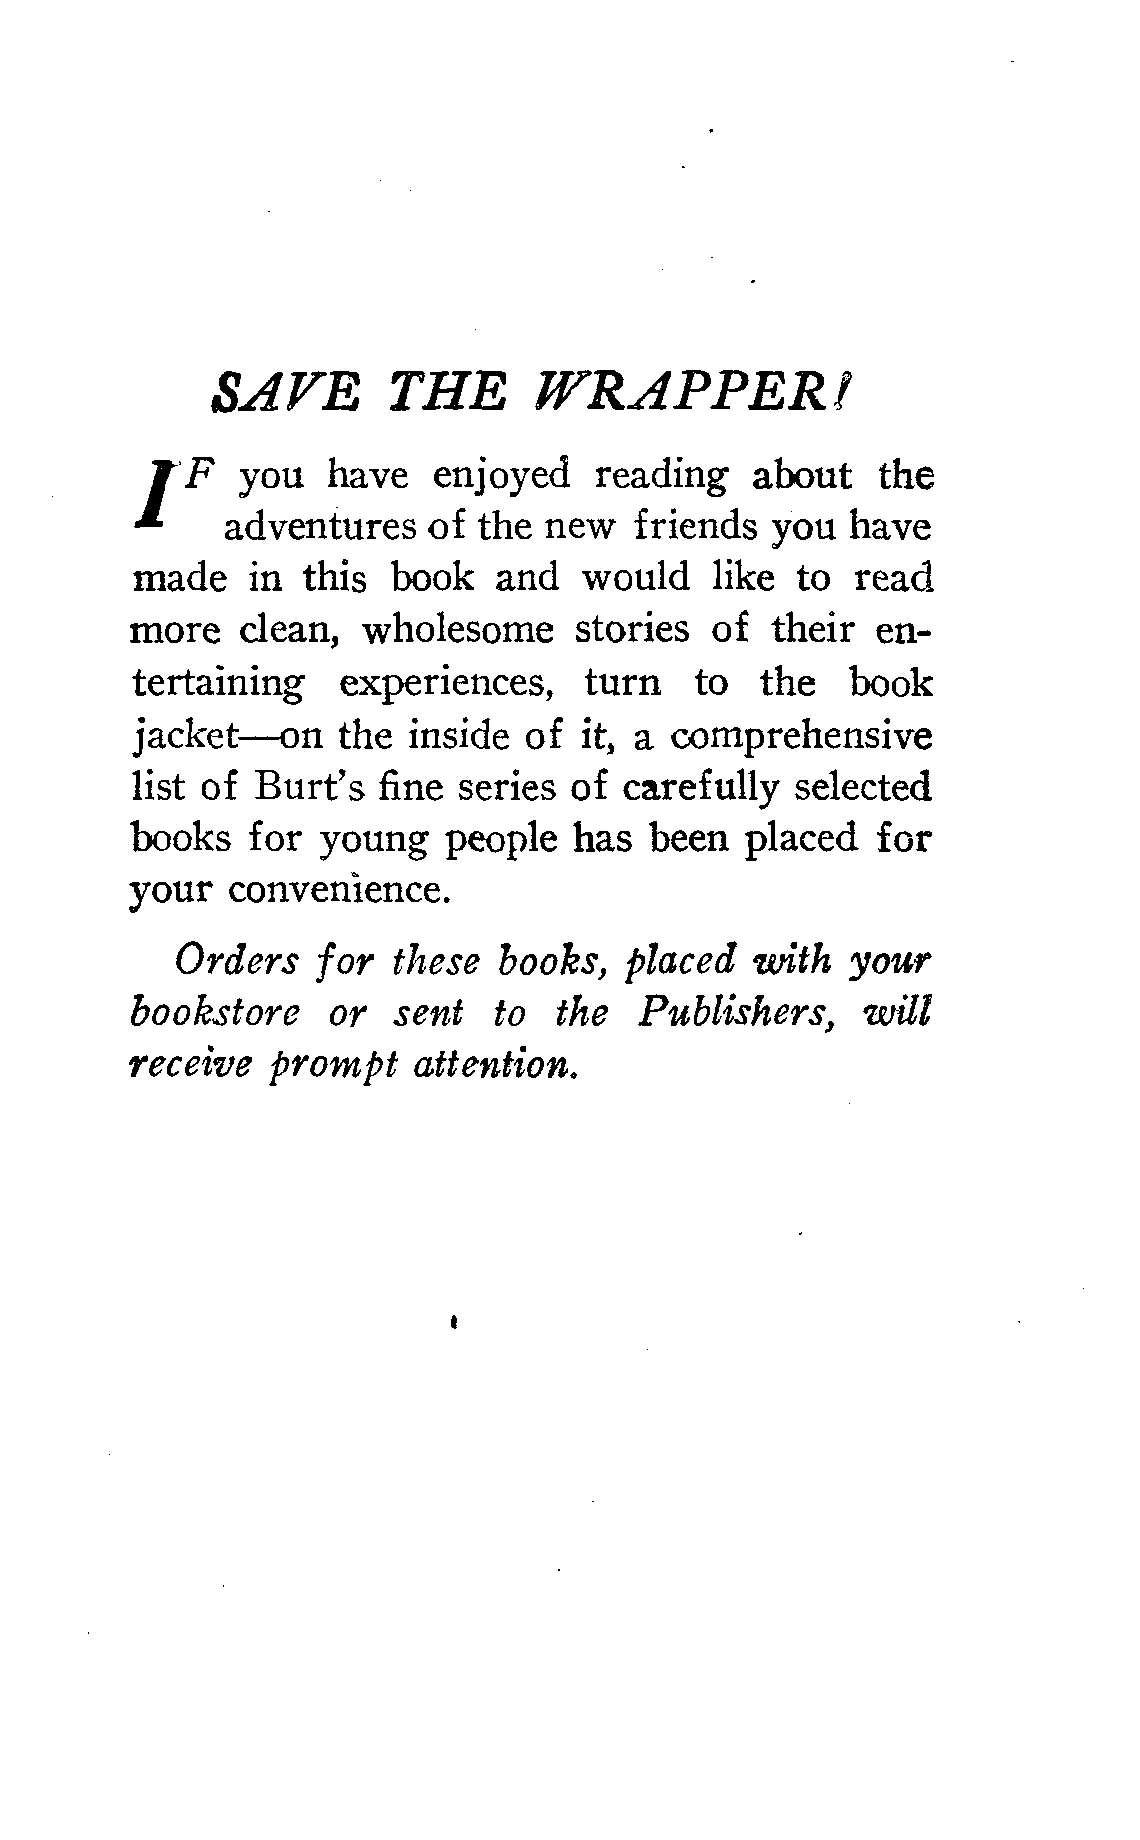 SAVE THE WRAPPER!
IF you have enjoyed reading about the
adventures of the new friends you have
made in this book and would like to read
more clean, wholesome stories of their en-
tertaining experiences, turn to the book
jacket—on the inside of it, a comprehensive
list of Burt's fine series of carefully selected
books for young people has been placed for
your convenience.
Orders for these books, placed with your
bookstore or sent to the Publishers, will
receive prompt attention.